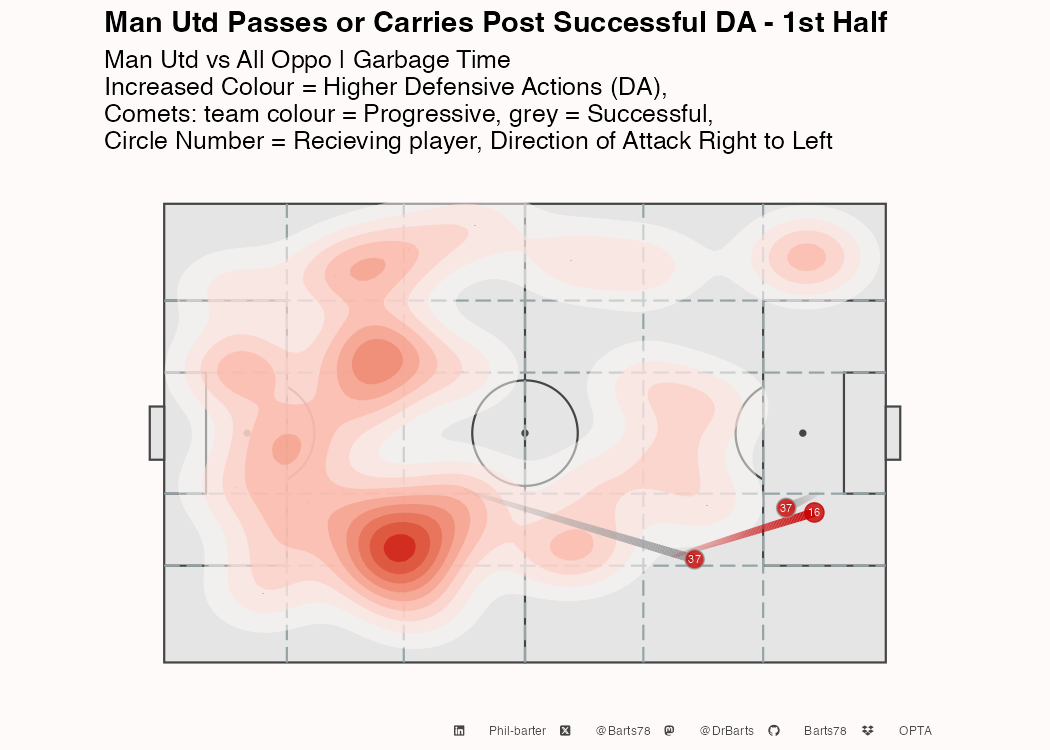 Man Utd Passes or Carries Post Successful DA - 1st Half
Man Utd vs All Oppo | Garbage Time
Increased Colour = Higher Defensive Actions (DA),
Comets: team colour = Progressive, grey = Successful,
Circle Number = Recieving player, Direction of Attack Right to Left
37
16
37
Phil-barter @Barts78 @DrBarts Barts78 OPTA